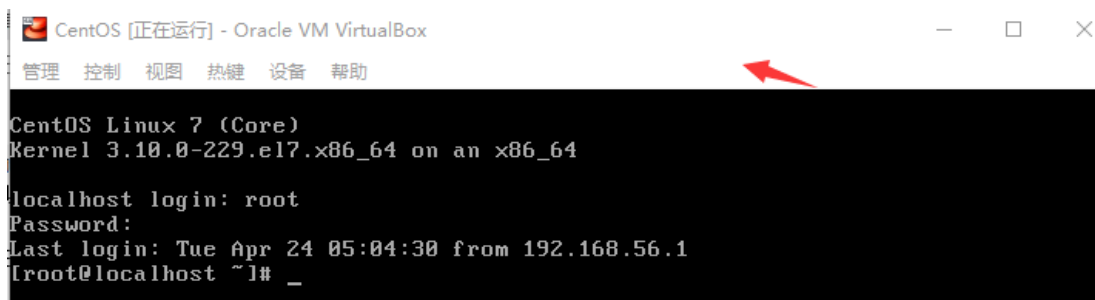 CentOS [正在运行] - Oracle VM VirtualBox
管理 控制 视图 热键 设备 帮助
CentOS Linux 7 (Core)
Kernel 3.10.0-229.el7.x86_64 on an x86_64
localhost login: root
Password:
Last login: Tue Apr 24 05:04:30 from 192.168.56.1
[root@localhost ~]# _